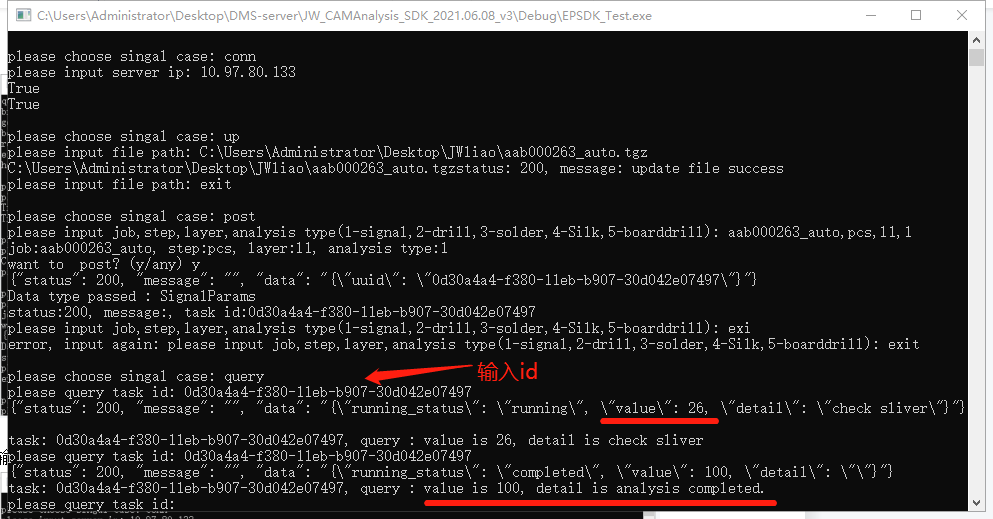 C:\Users\Administrator\Desktop\DMS-server\JW_CAMAnalysis_SDK_2021.06.08_v3\Debug\EPSDK_Test.exe
please choose singal case: conn
please input server ip: 10.97.80.133
True
True
please choose singal case: up
please input file path: C:\Users\Administrator\Desktop\JWliao\aab000263_auto.tgz
C:\Users\Administrator\Desktop\JWliao\aab000263_auto.tgzstatus: 200, message: update file success
please input file path: exit
please choose singal case: post
please input job,step,layer,analysis type(1-signal,2-drill,3-solder,4-Silk,5-boarddrill): aab000263_auto,pcs,l1,1
job:aab000263_auto, step:pcs, layer:l1, analysis type:1
want to  post? (y/any) y
{"status": 200, "message": "", "data": "{\"uuid\": \"0d30a4a4-f380-11eb-b907-30d042e07497\"}"}
Data type passed : SignalParams
status:200, message:, task id:0d30a4a4-f380-11eb-b907-30d042e07497
please input job,step,layer,analysis type(1-signal,2-drill,3-solder,4-Silk,5-boarddrill): exi
error, input again: please input job,step,layer,analysis type(1-signal,2-drill,3-solder,4-Silk,5-boarddrill): exit
please choose singal case: query
输入id
please query task id: 0d30a4a4-f380-11eb-b907-30d042e07497
{"status": 200, "message": "", "data": "{\"running_status\": \"running\", \"value\": 26, \"detail\": \"check sliver\"}"}
task: 0d30a4a4-f380-11eb-b907-30d042e07497, query : value is 26, detail is check sliver
please query task id: 0d30a4a4-f380-11eb-b907-30d042e07497
{"status": 200, "message": "", "data": "{\"running_status\": \"completed\", \"value\": 100, \"detail\": \"\"}"}
task: 0d30a4a4-f380-11eb-b907-30d042e07497, query : value is 100, detail is analysis completed.
please query task id: